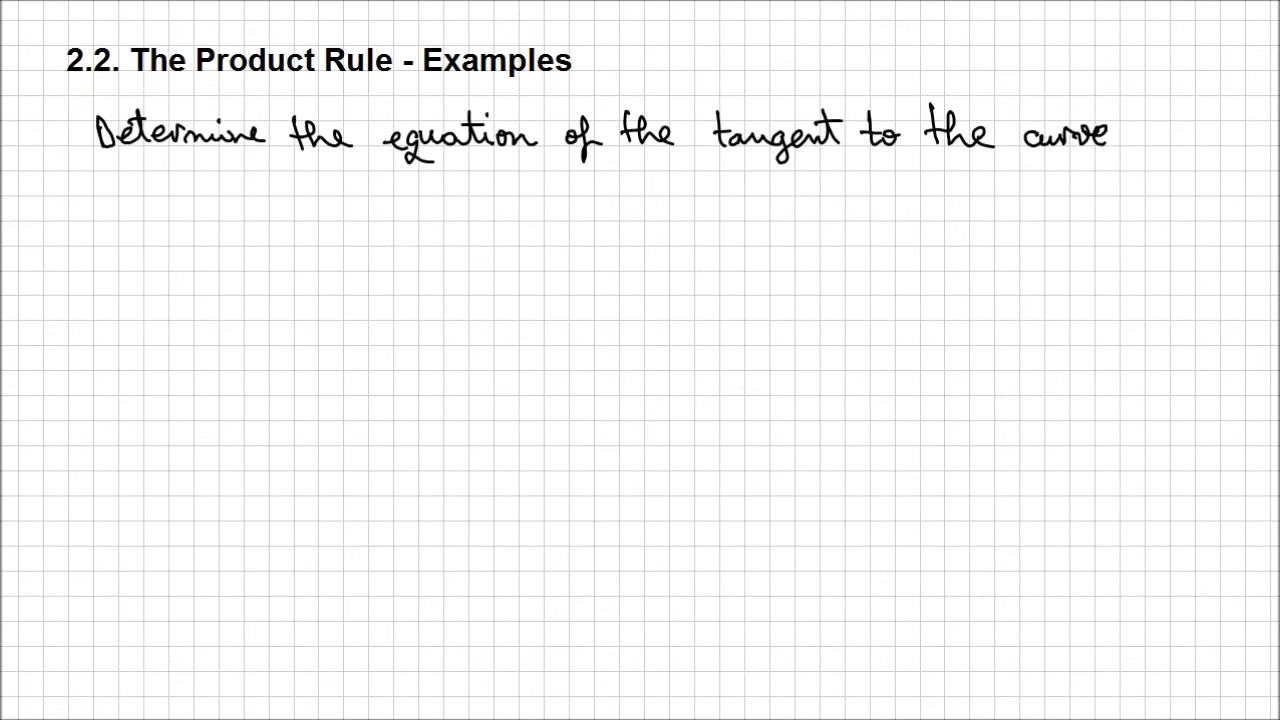 2.2. The Product Rule - Examples
Determine the equation of the tangent to the curve